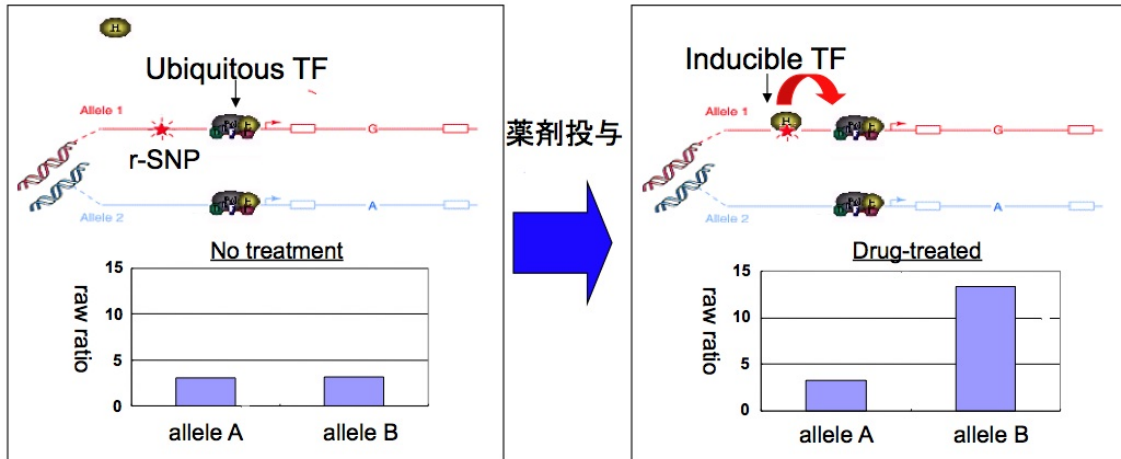 H
Ubiquitous TF
Allele 1
G
r-SNP
A
Allele 2
No treatment
raw ratio
15
10
5
0
allele A
allele B
薬剤投与
Inducible TF
Allele 1
H
G
A
Allele 2
Drug-treated
raw ratio
15
10
5
0
allele A
allele B